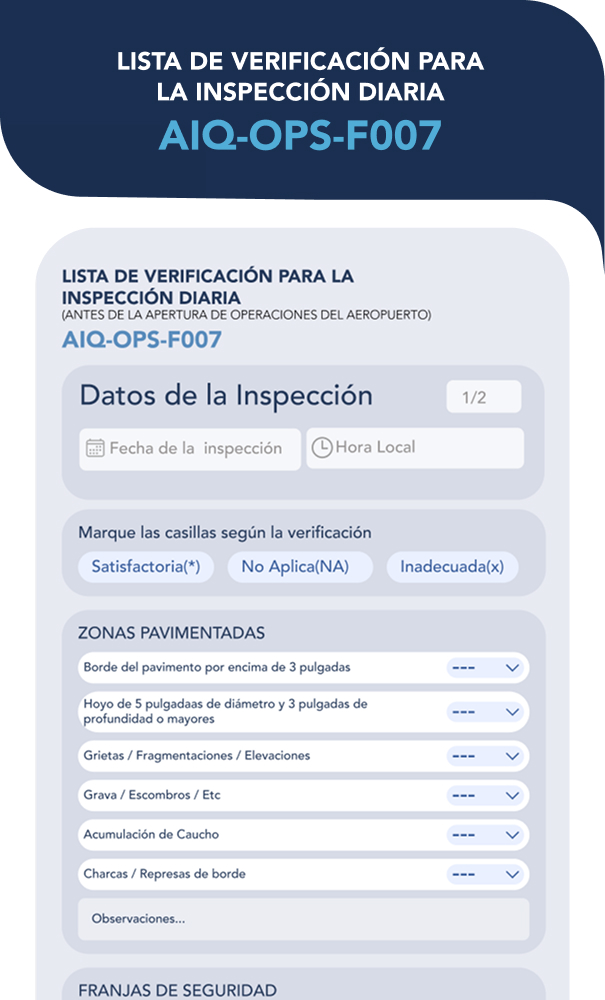 LISTA DE VERIFICACIÓN PARA
LA INSPECCIÓN DIARIA
AIQ-OPS-F007
LISTA DE VERIFICACIÓN PARA LA
INSPECCIÓN DIARIA
(ANTES DE LA APERTURA DE OPERACIONES DEL AEROPUERTO)
AIQ-OPS-F007
Datos de la Inspección
1/2
Fecha de la inspección
Hora Local
Marque las casillas según la verificación
Satisfactoria(*)
No Aplica(NA)
Inadecuada(x)
ZONAS PAVIMENTADAS
Borde del pavimento por encima de 3 pulgadas
---
Hoyo de 5 pulgadaas de diámetro y 3 pulgadas de
profundidad o mayores
---
Grietas / Fragmentaciones / Elevaciones
---
Grava / Escombros / Etc
---
Acumulación de Caucho
---
Charcas / Represas de borde
---
Observaciones...
FRANJAS DE SEGURIDAD